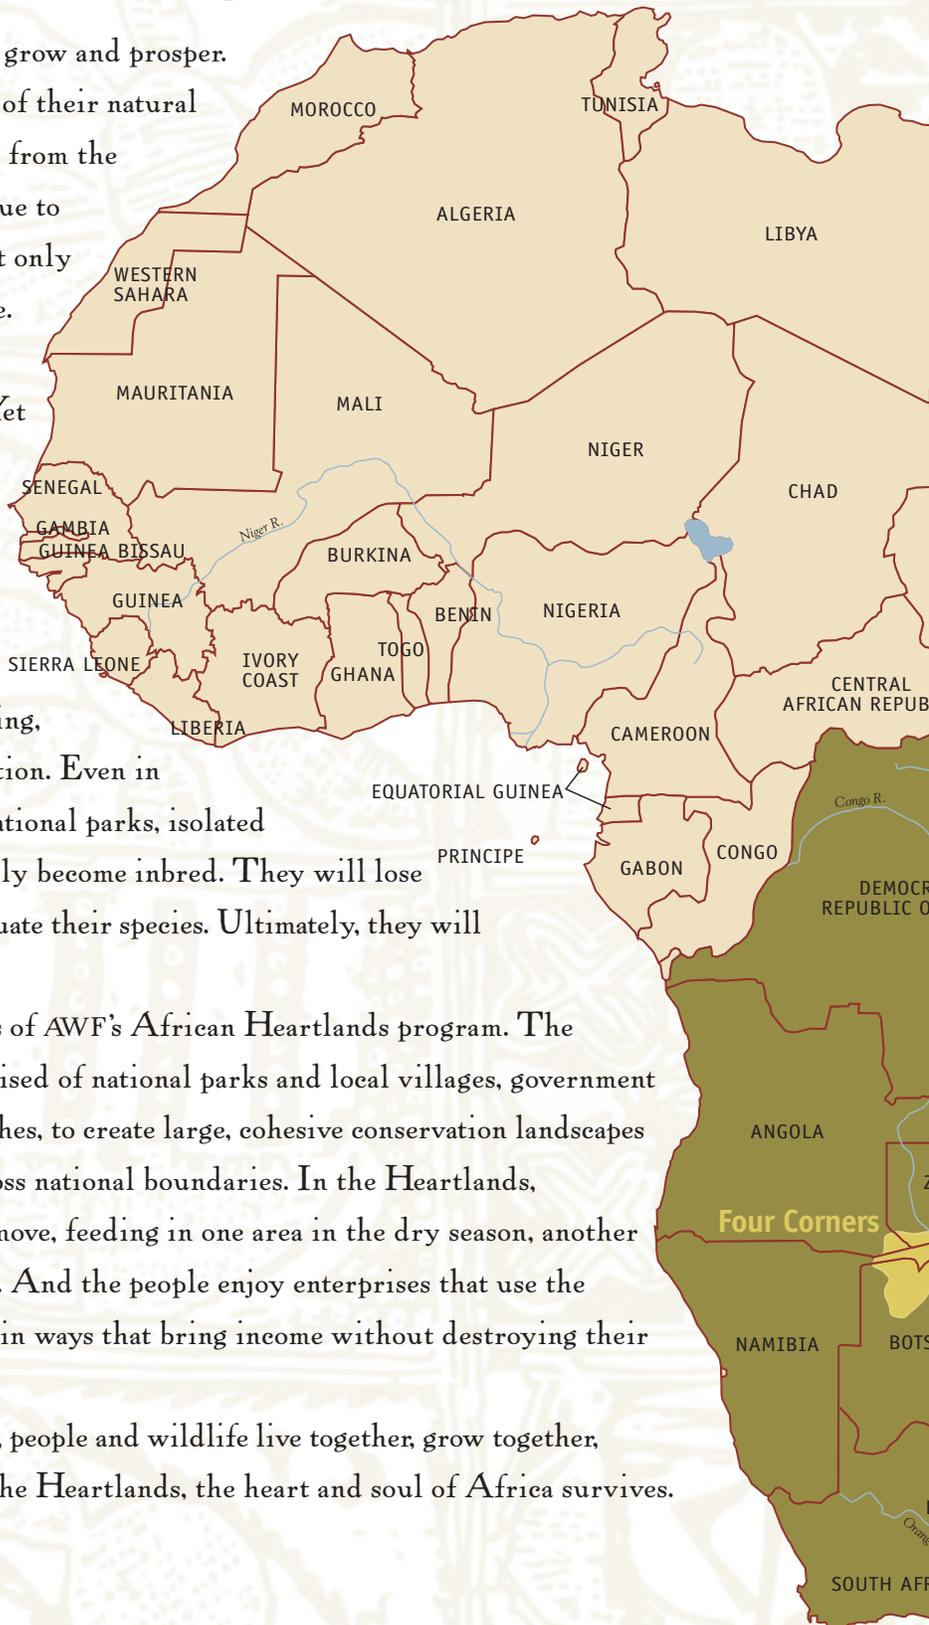 grow and prosper.
of their natural
from the
ue to
t only
e.
Yet
ing,
tion. Even in
ational parks, isolated
ly become inbred. They will lose
uate their species. Ultimately, they will
s of AWF's African Heartlands program. The
ised of national parks and local villages, government
hes, to create large, cohesive conservation landscapes
oss national boundaries. In the Heartlands,
move, feeding in one area in the dry season, another
. And the people enjoy enterprises that use the
in ways that bring income without destroying their
, people and wildlife live together, grow together,
he Heartlands, the heart and soul of Africa survives.
MOROCCO
TUNISIA
ALGERIA
LIBYA
WESTERN
SAHARA
MAURITANIA
MALI
NIGER
CHAD
SENEGAL
GAMBIA
GUINEA BISSAU
Niger R.
BURKINA
GUINEA
BENIN
NIGERIA
TOGO
SIERRA LEONE
IVORY
COAST
GHANA
LIBERIA
CENTRAL
AFRICAN REPUB
CAMEROON
EQUATORIAL GUINEA
PRINCIPE
GABON
CONGO
Congo R.
DEMOCR
REPUBLIC O
ANGOLA
Z
Four Corners
NAMIBIA
BOTS
Orang
SOUTH AFR